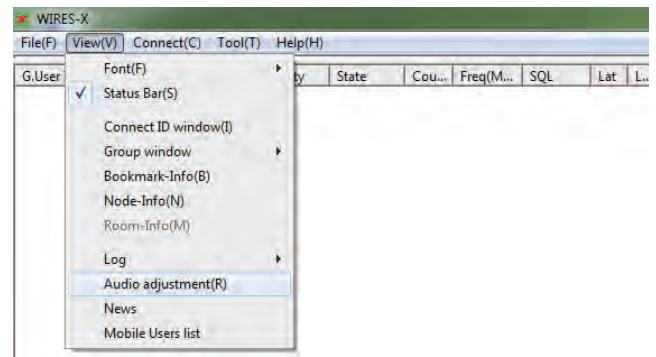 WIRES-X
File(F) View(V) Connect(C) Tool(T) Help(H)
G.User ty State Cou... Freq(M... SQL Lat L...
Font(F)
Status Bar(S)
Connect ID window(I)
Group window
Bookmark-Info(B)
Node-Info(N)
Room-Info(M)
Log
Audio adjustment(R)
News
Mobile Users list